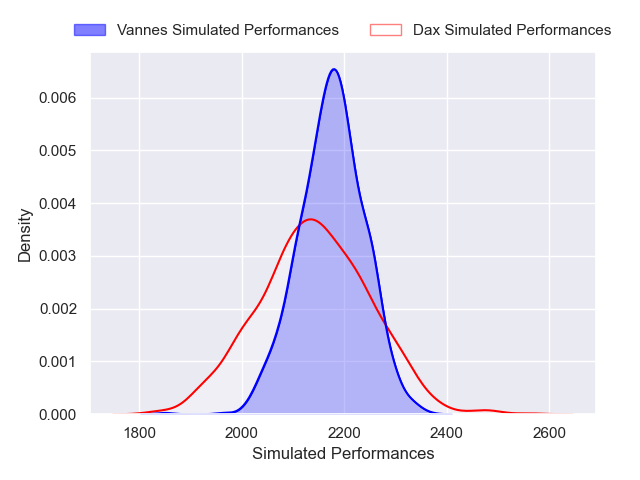 Vannes Simulated Performances Dax Simulated Performances
0.006
0.005
0.004
0.003
0.002
0.001
0.000
Density
1800 2000 2200 2400 2600
Simulated Performances